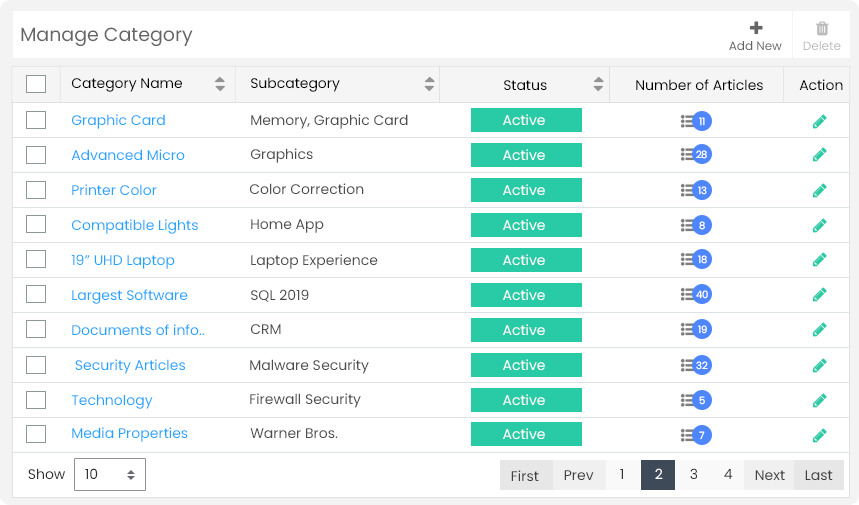 Manage Category
Add New
Delete
Category Name Subcategory Status Number of Articles Action
Graphic Card Memory, Graphic Card Active 11
Advanced Micro Graphics Active 28
Printer Color Color Correction Active 13
Compatible Lights Home App Active 8
19” UHD Laptop Laptop Experience Active 18
Largest Software SQL 2019 Active 40
Documents of info.. CRM Active 19
Security Articles Malware Security Active 32
Technology Firewall Security Active 5
Media Properties Warner Bros. Active 7
Show 10 First Prev 1 2 3 4 Next Last